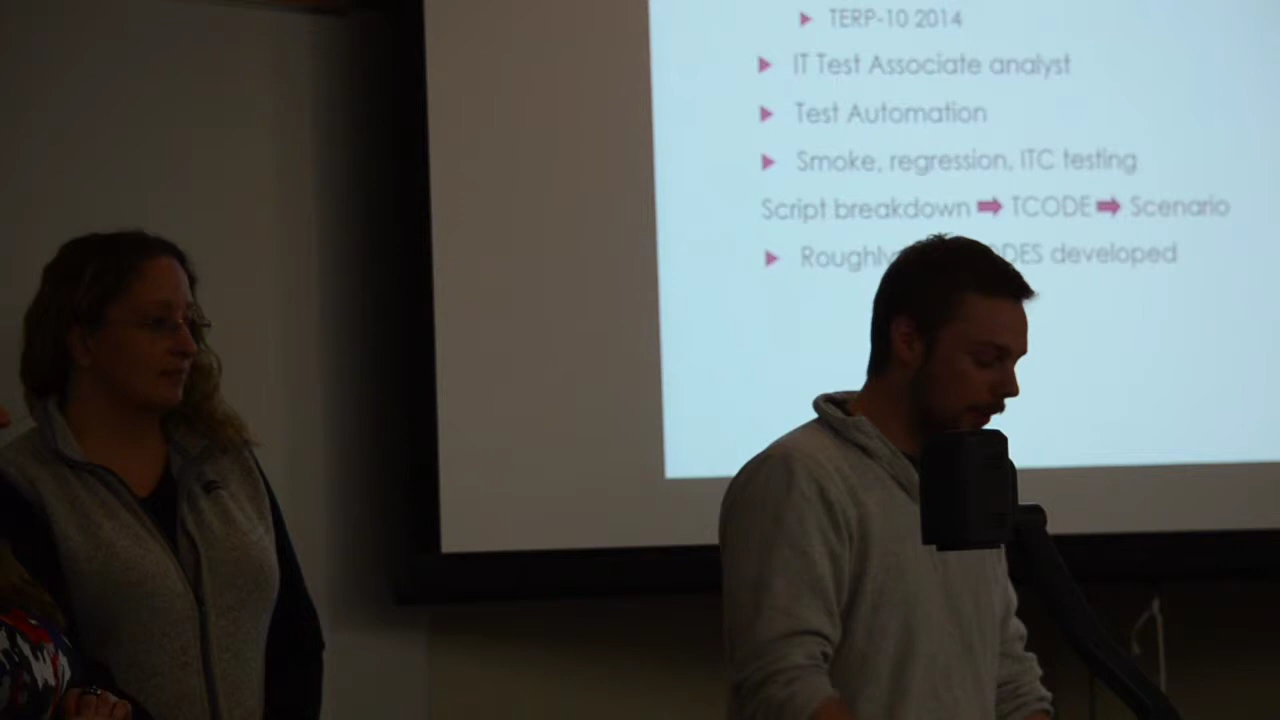 TERP-10 2014
IT Test Associate analyst
Test Automation
Smoke, regression, ITC testing
Script breakdown ➡ TCODE ➡ Scenario
Roughly developed